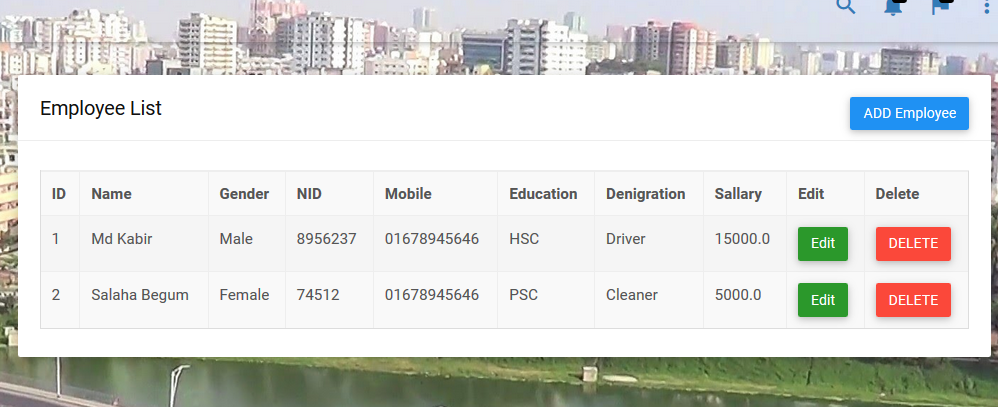 Employee List
ADD Employee
ID Name Gender NID Mobile Education Denigration Sallary Edit Delete
1 Md Kabir Male 8956237 01678945646 HSC Driver 15000.0 Edit DELETE
2 Salaha Begum Female 74512 01678945646 PSC Cleaner 5000.0 Edit DELETE